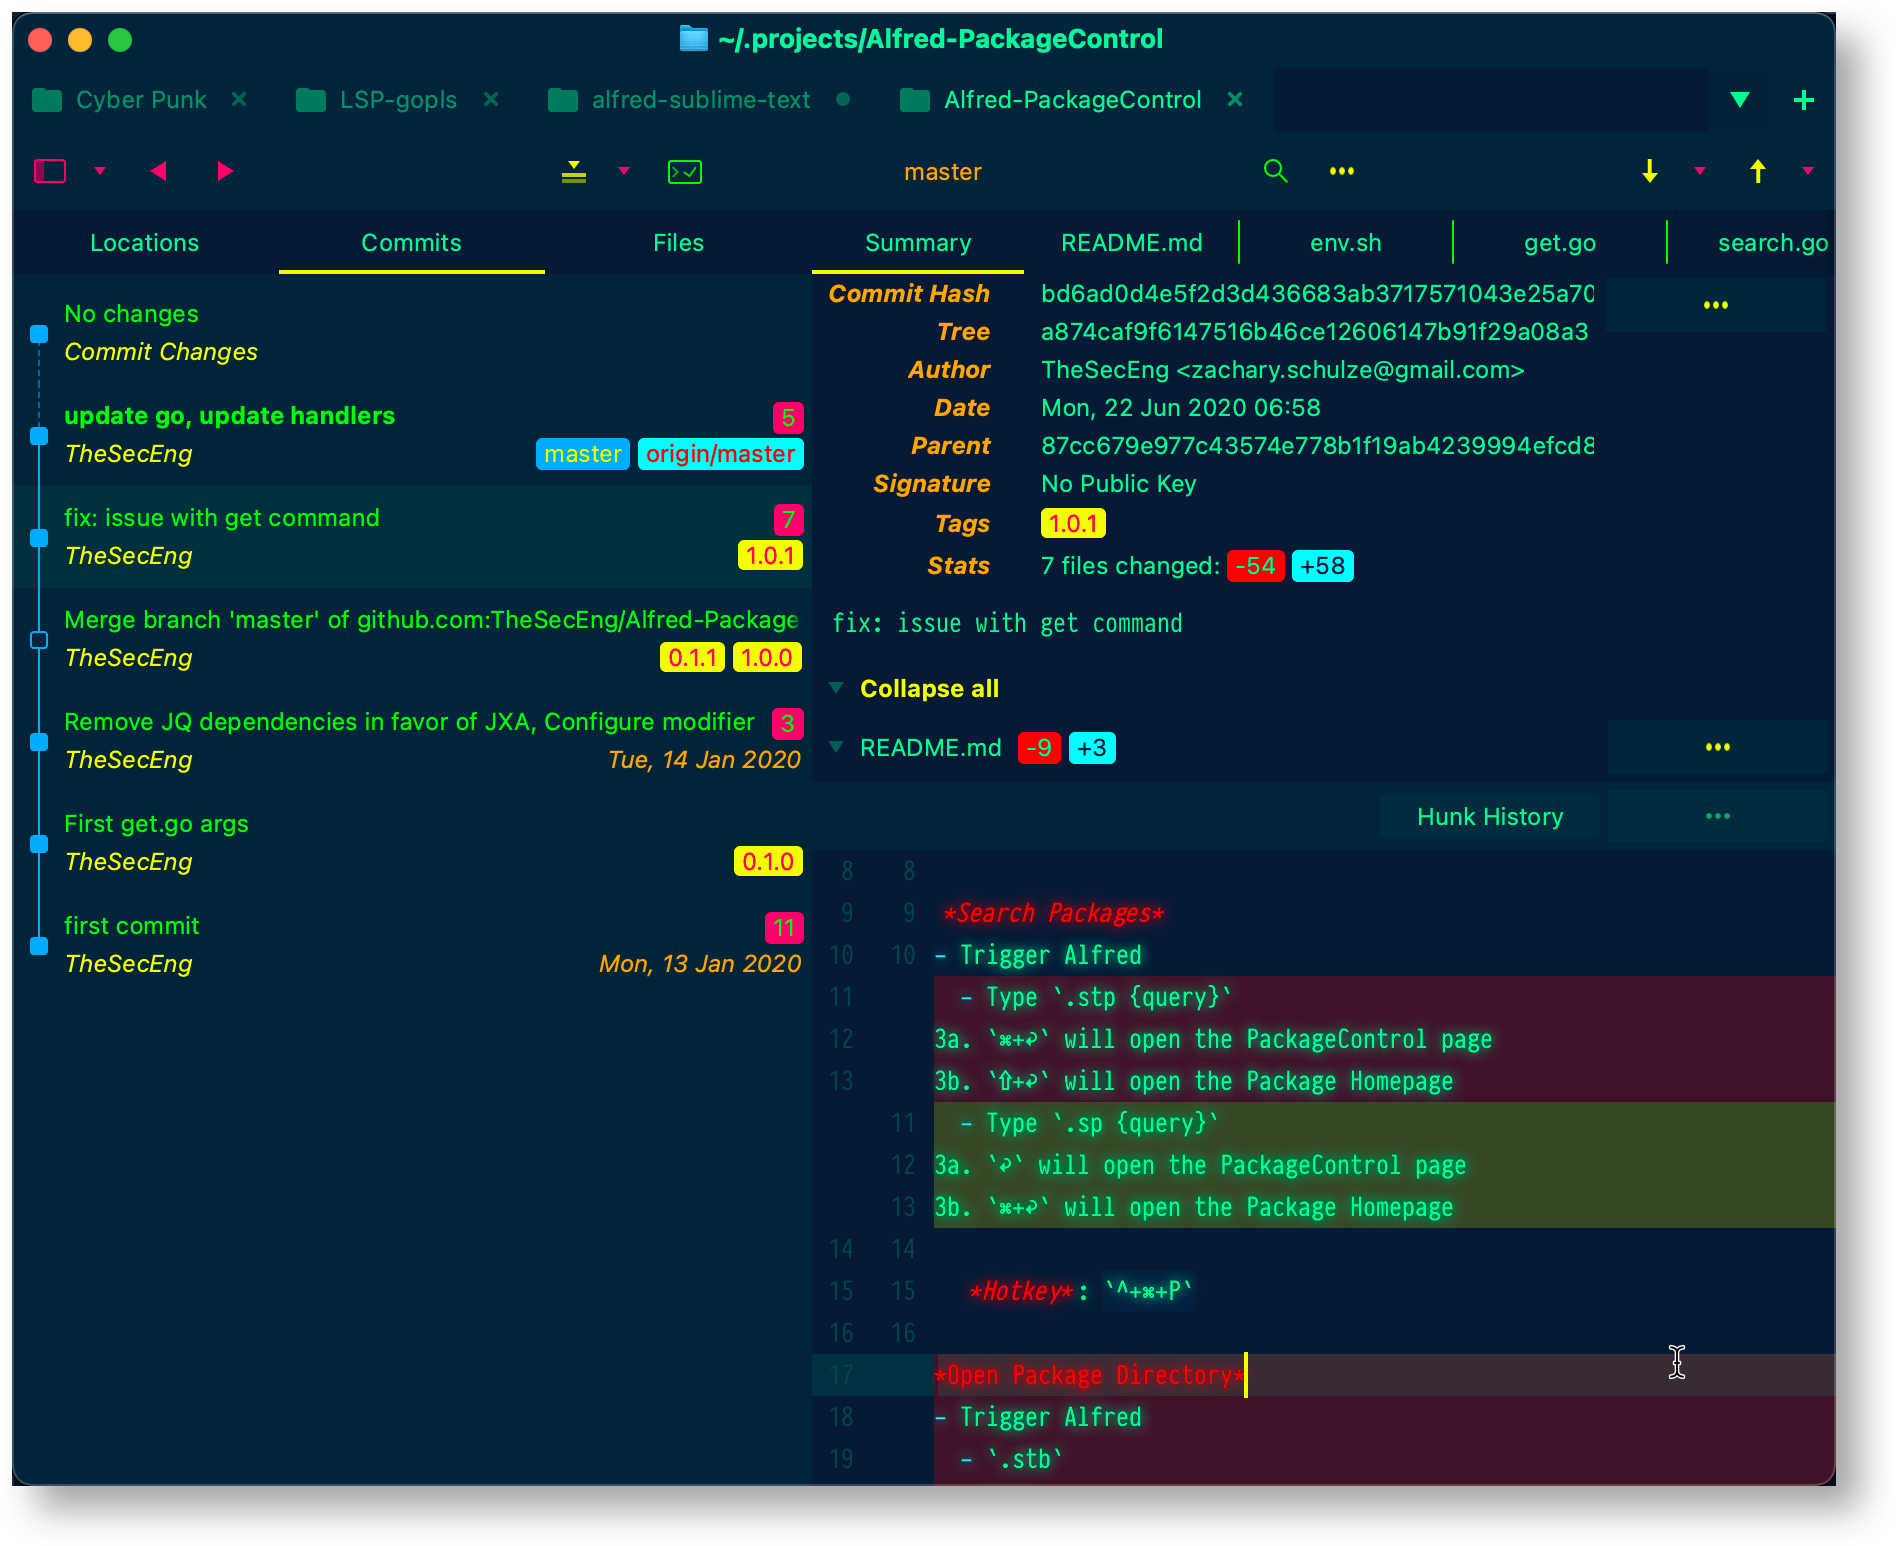 ~/.projects/Alfred-PackageControl
Cyber Punk
LSP-gopls
alfred-sublime-text
Alfred-PackageControl
master
Locations
Commits
Files
Summary
README.md
env.sh
get.go
search.go
No changes
Commit Changes
update go, update handlers
5
TheSecEng
master
origin/master
fix: issue with get command
7
TheSecEng
1.0.1
Merge branch 'master' of github.com:TheSecEng/Alfred-Package
TheSecEng
0.1.1
1.0.0
Remove JQ dependencies in favor of JXA, Configure modifier
3
TheSecEng
Tue, 14 Jan 2020
First get.go args
TheSecEng
0.1.0
first commit
11
TheSecEng
Mon, 13 Jan 2020
Commit Hash bd6ad0d4e5f2d3d436683ab3717571043e25a70
Tree a874caf9f6147516b46ce12606147b91f29a08a3
Author TheSecEng <zachary.schulze@gmail.com>
Date Mon, 22 Jun 2020 06:58
Parent 87cc679e977c43574e778b1f19ab4239994efcd8
Signature No Public Key
Tags 1.0.1
Stats 7 files changed: -54 +58
fix: issue with get command
Collapse all
README.md -9 +3
Hunk History
8 8
9 9 *Search Packages*
10 10 - Trigger Alfred
11 - Type `.stp {query}`
12 3a. `⌘+⤶` will open the PackageControl page
13 3b. `⇧+⤶` will open the Package Homepage
11 - Type `.sp {query}`
12 3a. `⤶` will open the PackageControl page
13 3b. `⌘+⤶` will open the Package Homepage
14 14
15 15 *Hotkey*: `^+⌘+P`
16 16
17 *Open Package Directory*
18 - Trigger Alfred
19 - `.stb`